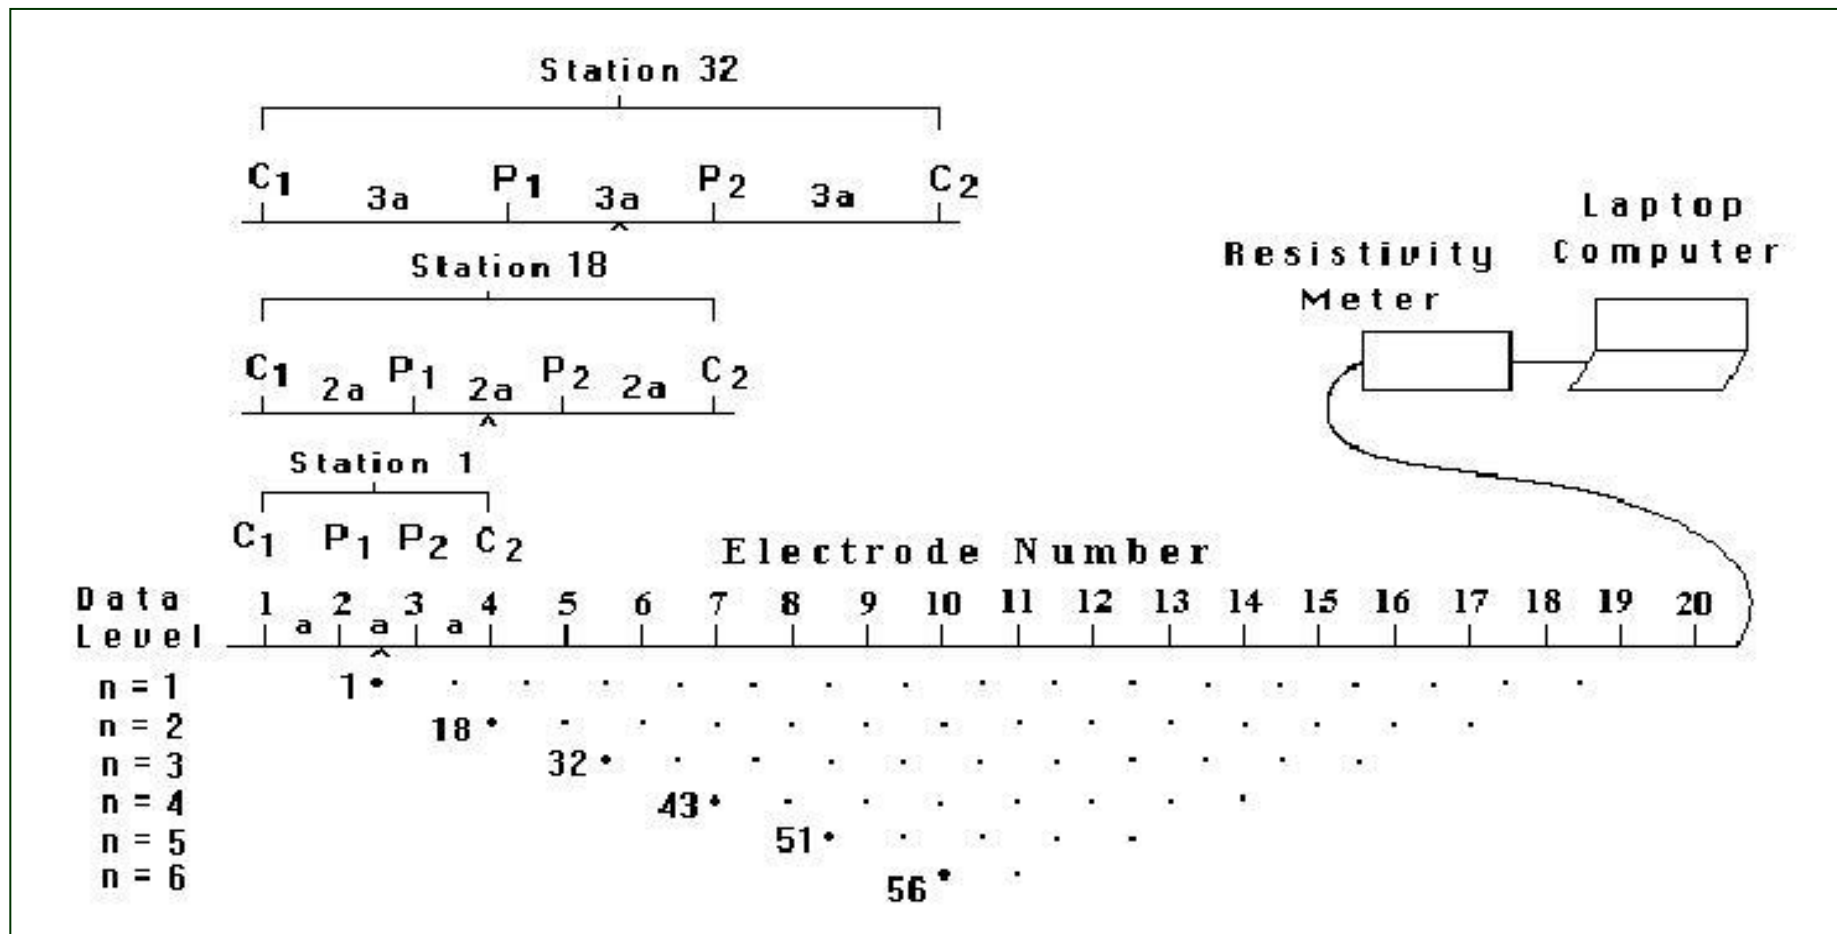 Station 32
C1 3a P1 3a P2 3a C2
Station 18
C1 2a P1 2a P2 2a C2
Station 1
C1 P1 P2 C2
Resistivity
Meter
Laptop
Computer
Electrode Number
Data
Level
1 2 3 4 5 6 7 8 9 10 11 12 13 14 15 16 17 18 19 20
a a a
n = 1 1
n = 2 18
n = 3 32
n = 4 43
n = 5 51
n = 6 56